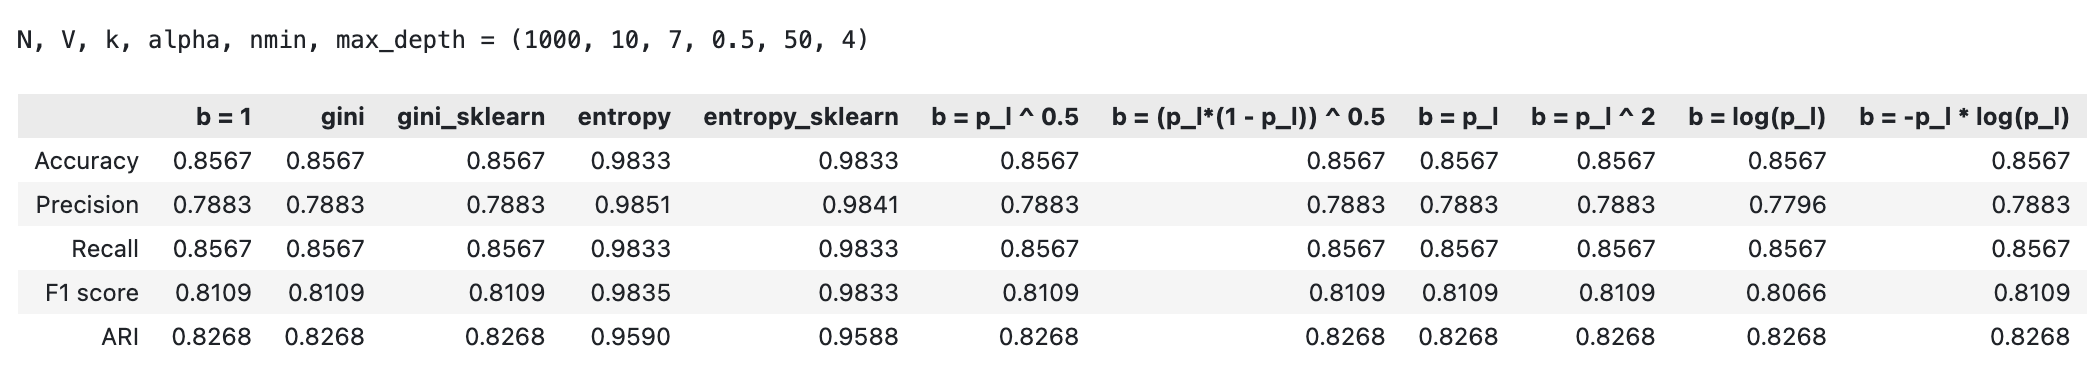 N, V, k, alpha, nmin, max_depth = (1000, 10, 7, 0.5, 50, 4)
b = 1 gini gini_sklearn entropy entropy_sklearn b = p_l ^ 0.5 b = (p_l*(1 - p_l)) ^ 0.5 b = p_l b = p_l ^ 2 b = log(p_l) b = -p_l * log(p_l)
Accuracy 0.8567 0.8567 0.8567 0.9833 0.9833 0.8567 0.8567 0.8567 0.8567 0.8567 0.8567
Precision 0.7883 0.7883 0.7883 0.9851 0.9841 0.7883 0.7883 0.7883 0.7883 0.7796 0.7883
Recall 0.8567 0.8567 0.8567 0.9833 0.9833 0.8567 0.8567 0.8567 0.8567 0.8567 0.8567
F1 score 0.8109 0.8109 0.8109 0.9835 0.9833 0.8109 0.8109 0.8109 0.8109 0.8066 0.8109
ARI 0.8268 0.8268 0.8268 0.9590 0.9588 0.8268 0.8268 0.8268 0.8268 0.8268 0.8268